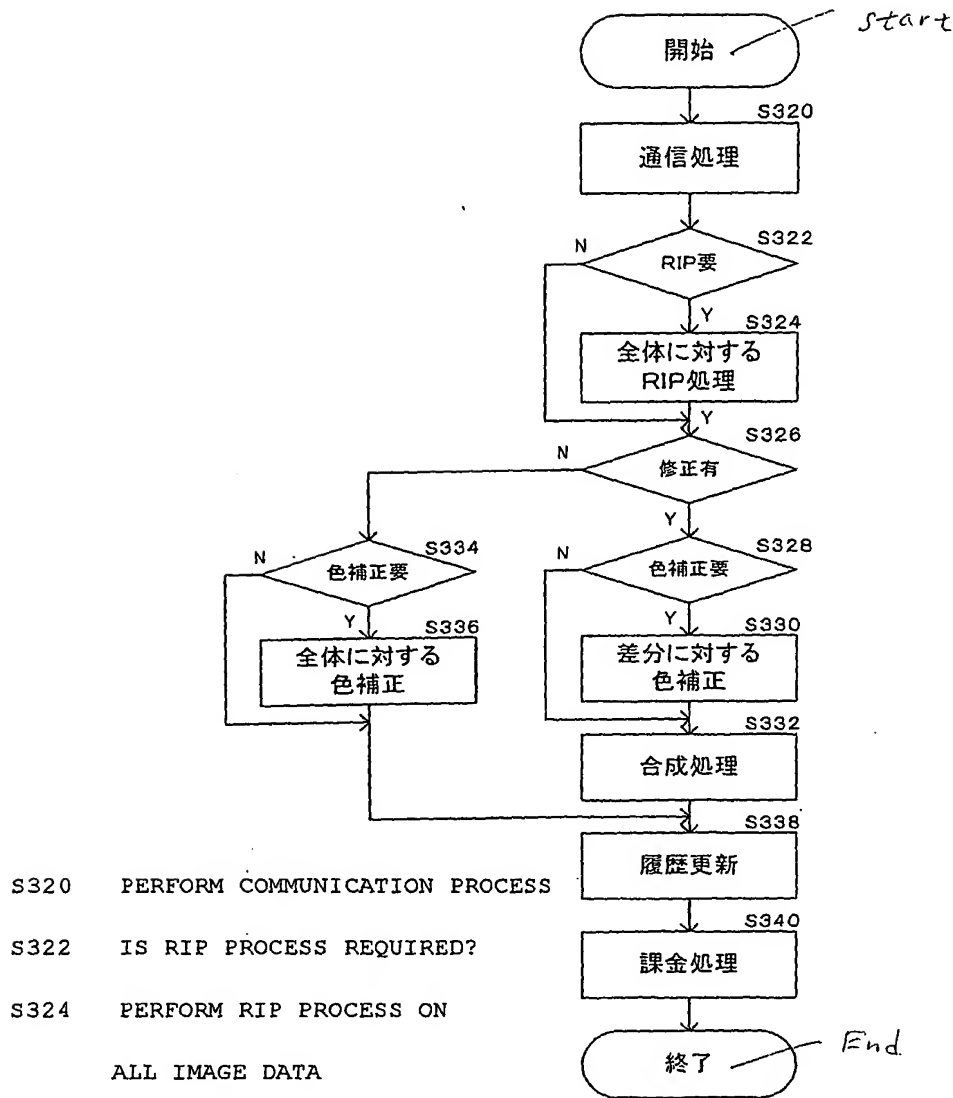 Start
開始
S320
通信処理
S322
N
RIP要
Y
S324
全体に対する
RIP処理
Y
S326
N
修正有
Y
S334
N
色補正要
Y
S336
全体に対する
色補正
S328
N
色補正要
Y
S330
差分に対する
色補正
S332
合成処理
S338
履歴更新
S340
課金処理
終了
End
S320 PERFORM COMMUNICATION PROCESS
S322 IS RIP PROCESS REQUIRED?
S324 PERFORM RIP PROCESS ON
ALL IMAGE DATA